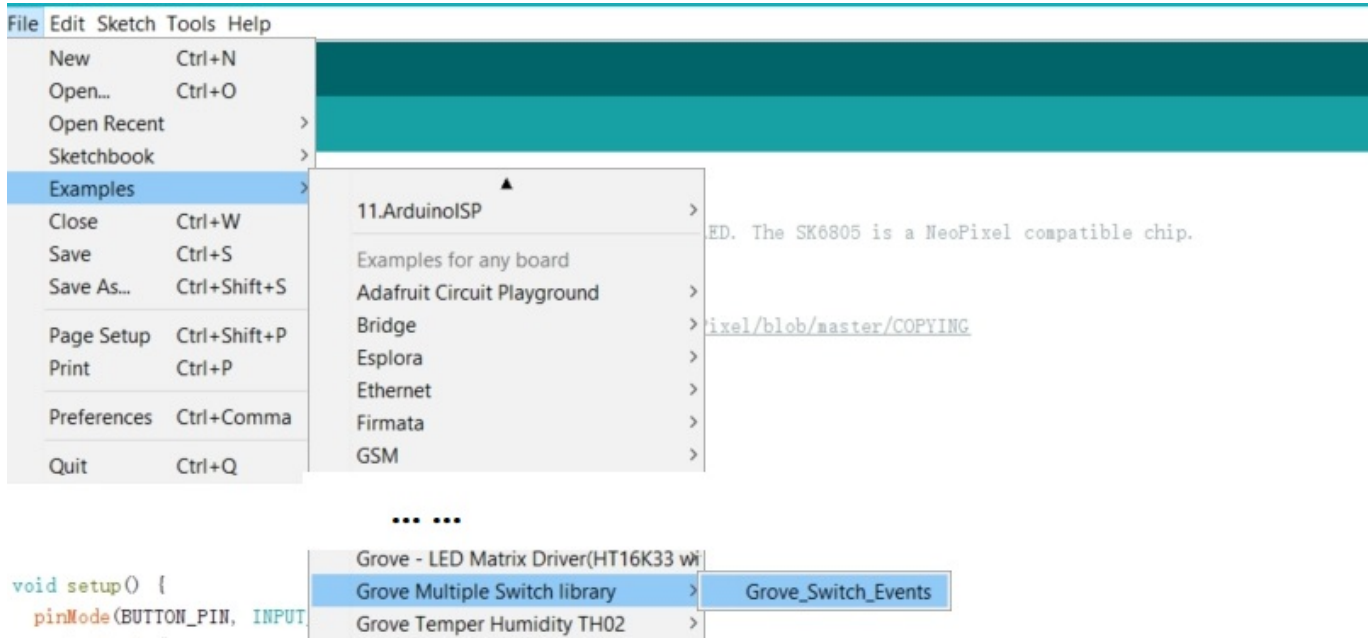 File Edit Sketch Tools Help
New Ctrl+N
Open... Ctrl+O
Open Recent >
Sketchbook >
Examples >
Close Ctrl+W
Save Ctrl+S
Save As... Ctrl+Shift+S
Page Setup Ctrl+Shift+P
Print Ctrl+P
Preferences Ctrl+Comma
Quit Ctrl+Q
▲
11.ArduinoISP >
Examples for any board
Adafruit Circuit Playground >
Bridge >
Esplora >
Ethernet >
Firmata >
GSM >
ED. The SK6805 is a NeoPixel compatible chip.
ixel/blob/master/COPYING
... ...
Grove - LED Matrix Driver(HT16K33 wi
Grove Multiple Switch library > Grove_Switch_Events
Grove Temper Humidity TH02 >
void setup() {
pinMode(BUTTON_PIN, INPUT